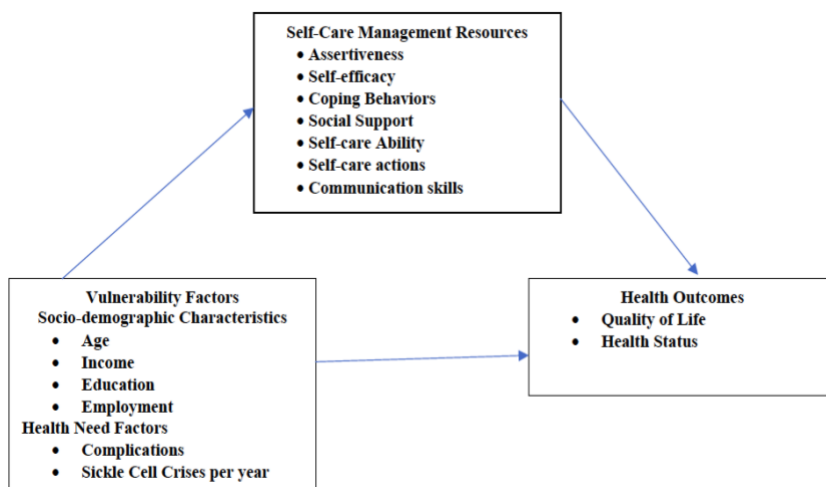 Self-Care Management Resources
• Assertiveness
• Self-efficacy
• Coping Behaviors
• Social Support
• Self-care Ability
• Self-care actions
• Communication skills
Vulnerability Factors
Socio-demographic Characteristics
• Age
• Income
• Education
• Employment
Health Need Factors
• Complications
• Sickle Cell Crises per year
Health Outcomes
• Quality of Life
• Health Status